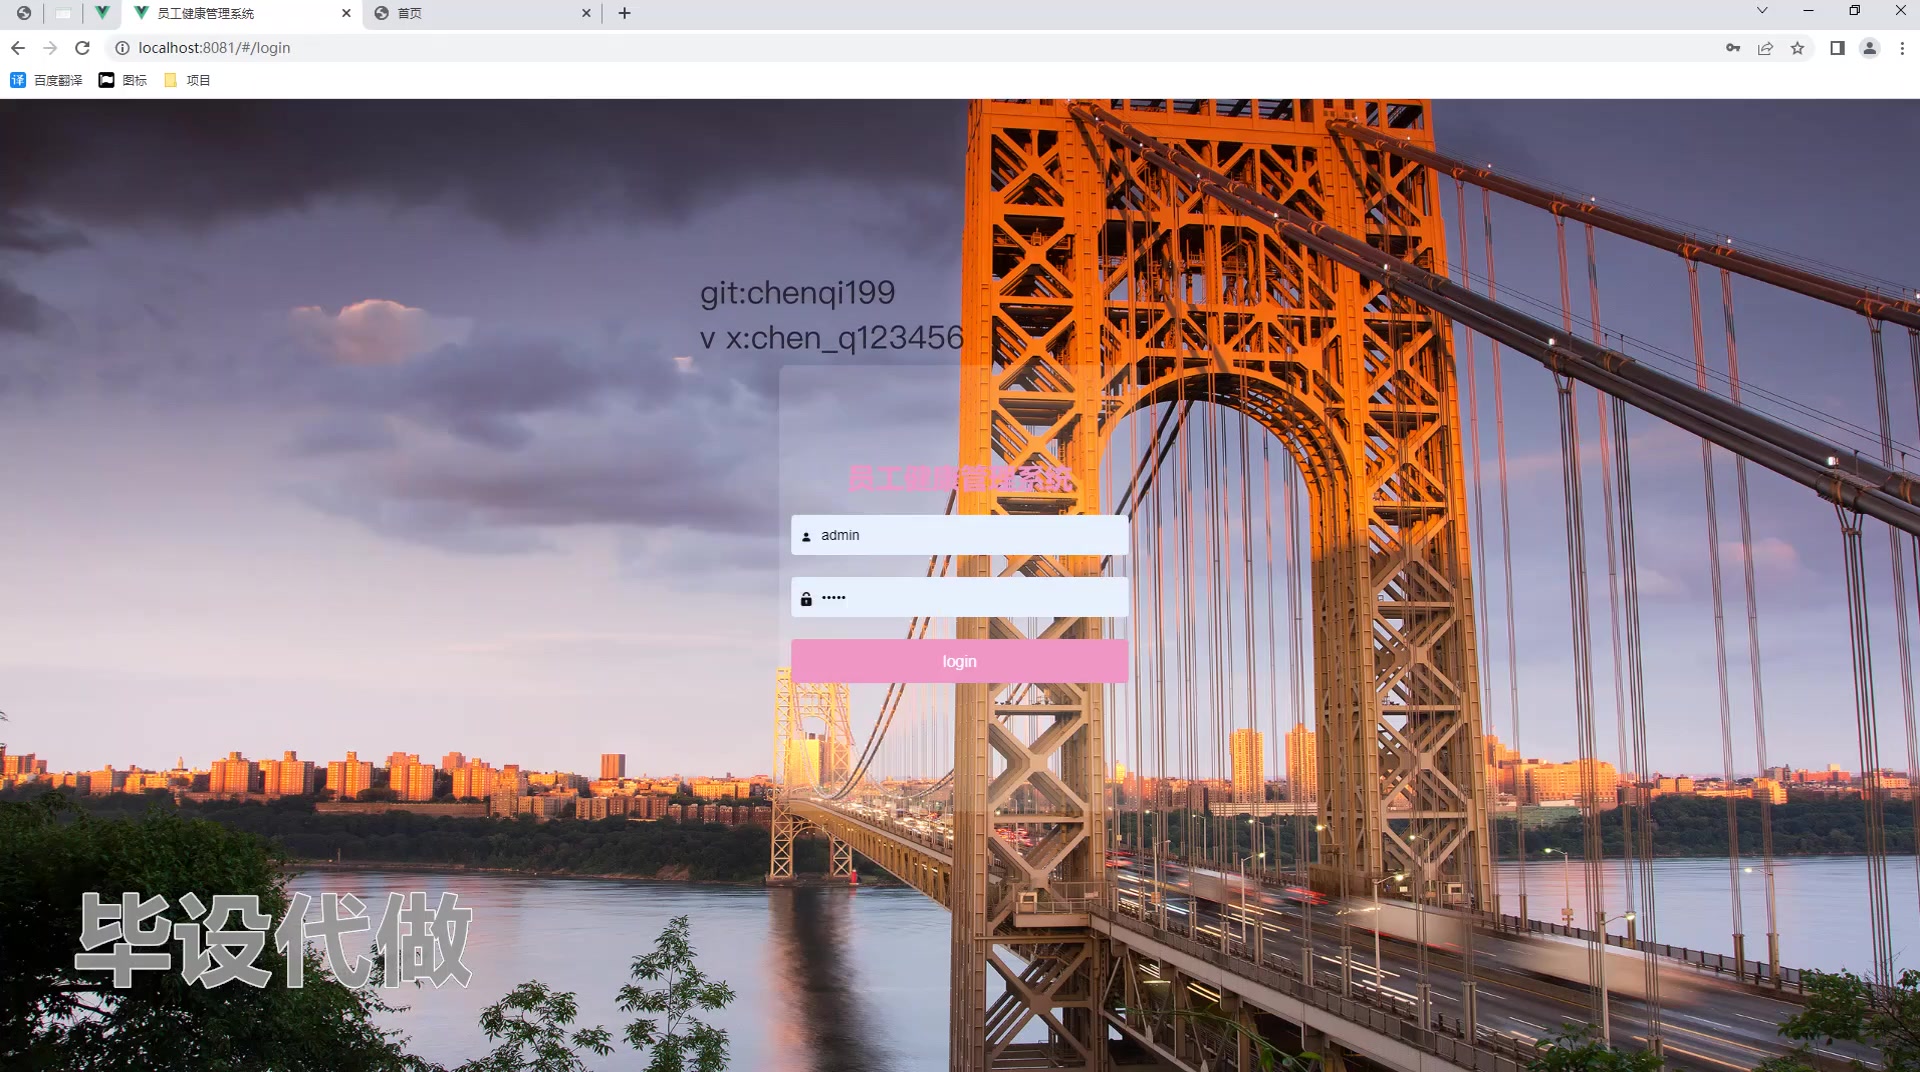 员工健康管理系统
首页
localhost:8081/#/login
译 百度翻译 图标 项目
git:chenqi199
v x:chen_q123456
员工健康管理系统
admin
•••••
login
毕设代做